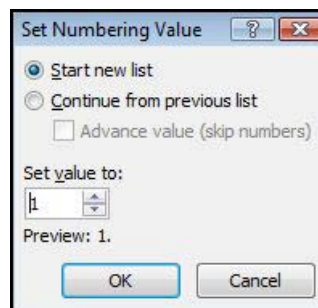 Set Numbering Value
Start new list
Continue from previous list
Advance value (skip numbers)
Set value to:
1
Preview: 1.
OK
Cancel